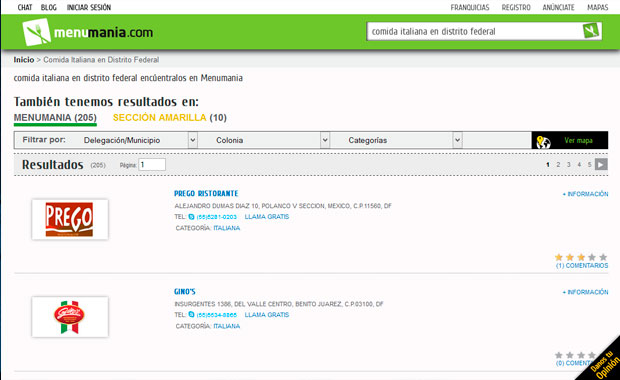 CHAT BLOG INICIAR SESIÓN FRANQUICIAS REGISTRO ANÚNCIATE MAPAS
menumania.com comida italiana en distrito federal
Inicio > Comida Italiana en Distrito Federal
comida italiana en distrito federal encúentralos en Menumania
También tenemos resultados en:
MENUMANIA (205) SECCIÓN AMARILLA (10)
Filtrar por: Delegación/Municipio Colonia Categorías Ver mapa
Resultados (205) Página: 1 1 2 3 4 5
PREGO RISTORANTE + INFORMACIÓN
PREGO
ALEJANDRO DUMAS DIAZ 10, POLANCO V SECCION, MEXICO, C.P.11560, DF
TEL: (55)5281-0203 LLAMA GRATIS
CATEGORÍA: ITALIANA
(1) COMENTARIOS
GINO'S + INFORMACIÓN
Gino's
INSURGENTES 1386, DEL VALLE CENTRO, BENITO JUAREZ, C.P.03100, DF
TEL: (55)5534-8866 LLAMA GRATIS
CATEGORÍA: ITALIANA
(0) COMENTA
Danos tu
Opinión